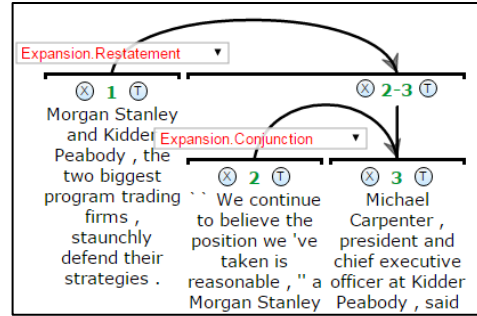 Expansion.Restatement ▼
X 1 T
X 2-3 T
Morgan Stanley
and Kidder
Peabody , the
two biggest
program trading
firms ,
staunchly
defend their
strategies .
Expansion.Conjunction ▼
X 2 T
X 3 T
` ` We continue
to believe the
position we 've
taken is
reasonable , '' a
Morgan Stanley
Michael
Carpenter ,
president and
chief executive
officer at Kidder
Peabody , said